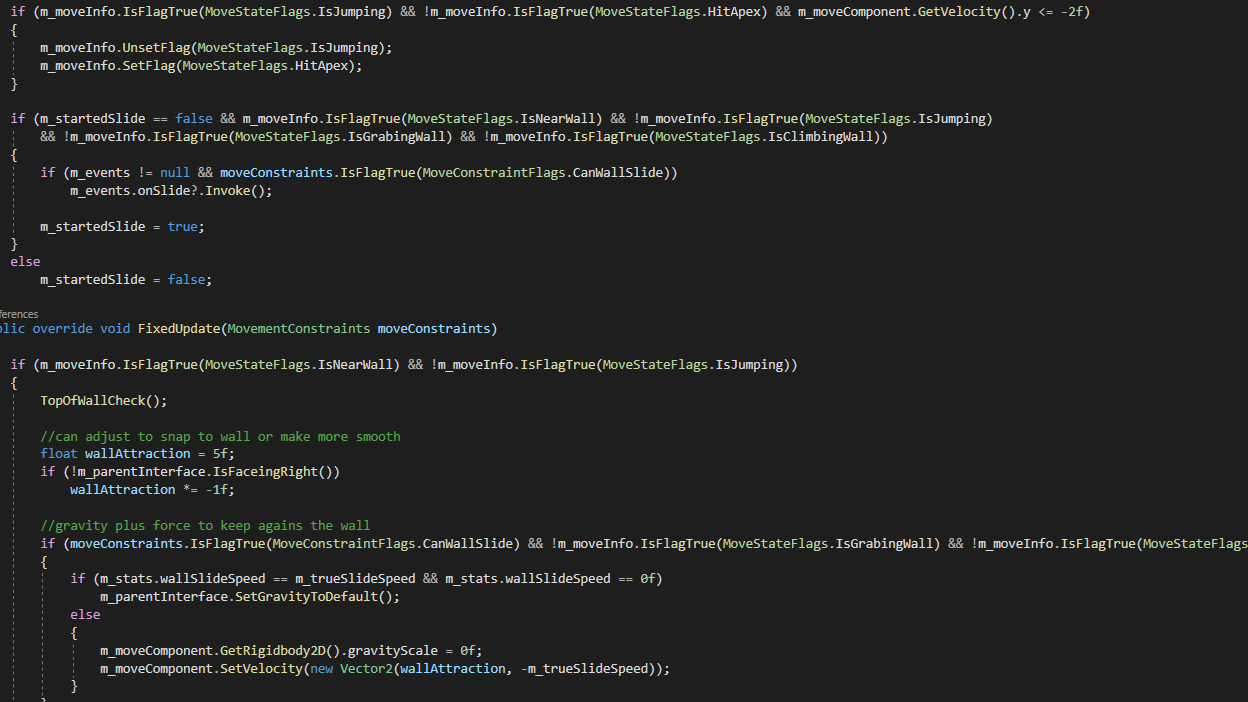 if (m_moveInfo.IsFlagTrue(MoveStateFlags.IsJumping) && !m_moveInfo.IsFlagTrue(MoveStateFlags.HitApex) && m_moveComponent.GetVelocity().y <= -2f)
{
m_moveInfo.UnsetFlag(MoveStateFlags.IsJumping);
m_moveInfo.SetFlag(MoveStateFlags.HitApex);
}
if (m_startedSlide == false && m_moveInfo.IsFlagTrue(MoveStateFlags.IsNearWall) && !m_moveInfo.IsFlagTrue(MoveStateFlags.IsJumping)
&& !m_moveInfo.IsFlagTrue(MoveStateFlags.IsGrabingWall) && !m_moveInfo.IsFlagTrue(MoveStateFlags.IsClimbingWall))
{
if (m_events != null && moveConstraints.IsFlagTrue(MoveConstraintFlags.CanWallSlide))
m_events.onSlide?.Invoke();
m_startedSlide = true;
}
else
m_startedSlide = false;
ferences
lic override void FixedUpdate(MovementConstraints moveConstraints)
if (m_moveInfo.IsFlagTrue(MoveStateFlags.IsNearWall) && !m_moveInfo.IsFlagTrue(MoveStateFlags.IsJumping))
{
TopOfWallCheck();
//can adjust to snap to wall or make more smooth
float wallAttraction = 5f;
if (!m_parentInterface.IsFaceingRight())
wallAttraction *= -1f;
//gravity plus force to keep agains the wall
if (moveConstraints.IsFlagTrue(MoveConstraintFlags.CanWallSlide) && !m_moveInfo.IsFlagTrue(MoveStateFlags.IsGrabingWall) && !m_moveInfo.IsFlagTrue(MoveStateFlags
{
if (m_stats.wallSlideSpeed == m_trueSlideSpeed && m_stats.wallSlideSpeed == 0f)
m_parentInterface.SetGravityToDefault();
else
{
m_moveComponent.GetRigidbody2D().gravityScale = 0f;
m_moveComponent.SetVelocity(new Vector2(wallAttraction, -m_trueSlideSpeed));
}